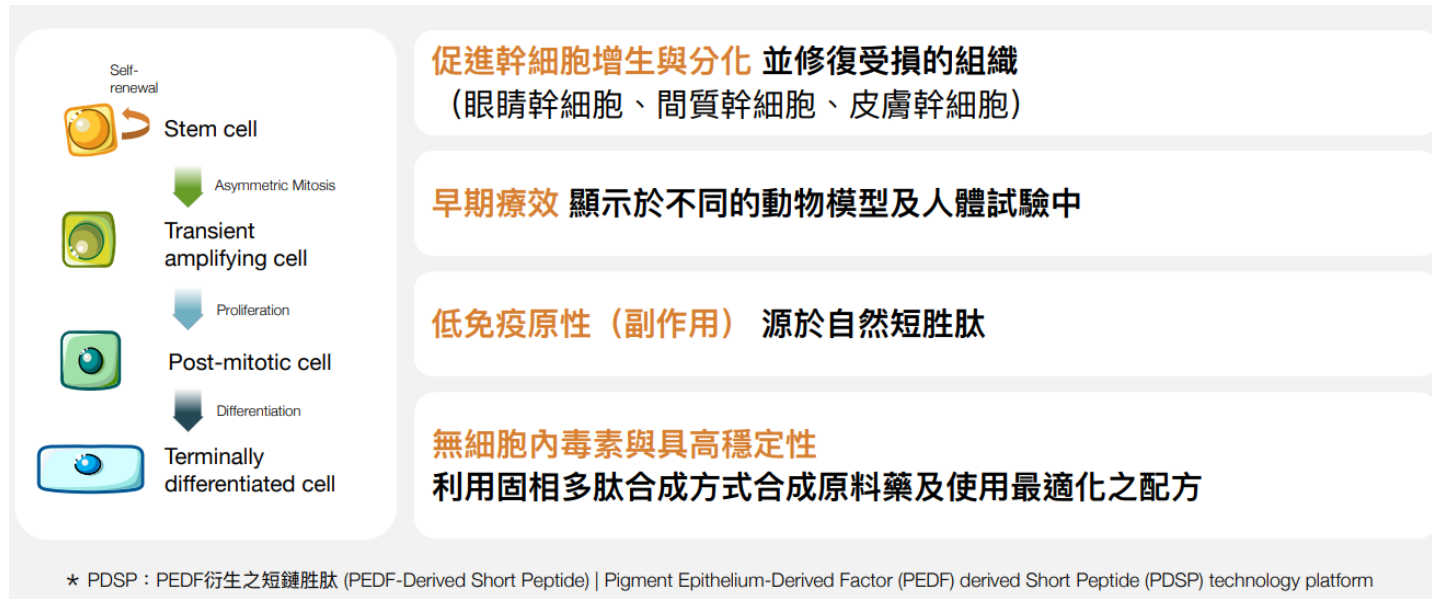 Self-
renewal
Stem cell
Asymmetric Mitosis
Transient
amplifying cell
Proliferation
Post-mitotic cell
Differentiation
Terminally
differentiated cell
促進幹細胞增生與分化 並修復受損的組織
（眼睛幹細胞、間質幹細胞、皮膚幹細胞）
早期療效 顯示於不同的動物模型及人體試驗中
低免疫原性（副作用） 源於自然短胜肽
無細胞內毒素與具高穩定性
利用固相多肽合成方式合成原料藥及使用最適化之配方
* PDSP：PEDF衍生之短鏈胜肽 (PEDF-Derived Short Peptide) | Pigment Epithelium-Derived Factor (PEDF) derived Short Peptide (PDSP) technology platform